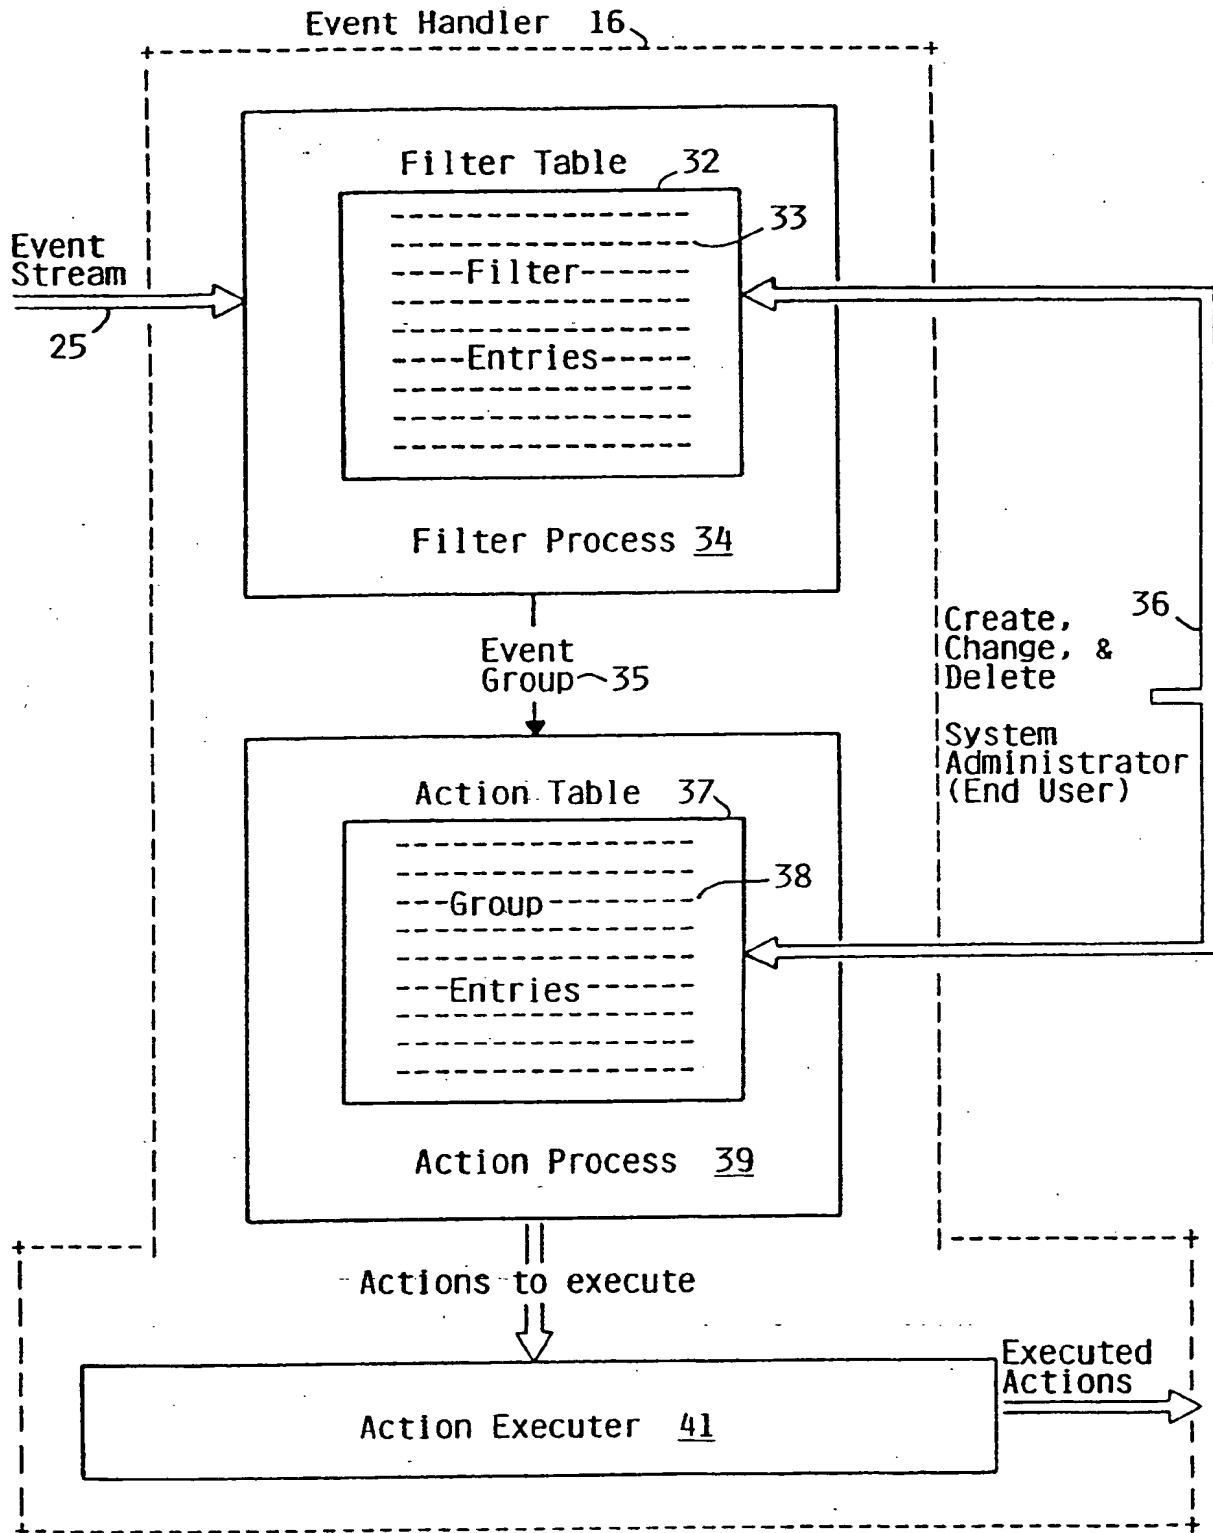 Event Handler 16
Filter Table 32
33
Event
Stream
25
Filter
Entries
Filter Process 34
Event
Group 35
36
Create,
Change, &
Delete
System
Administrator
(End User)
Action Table 37
38
Group
Entries
Action Process 39
Actions to execute
Executed
Actions
Action Executer 41